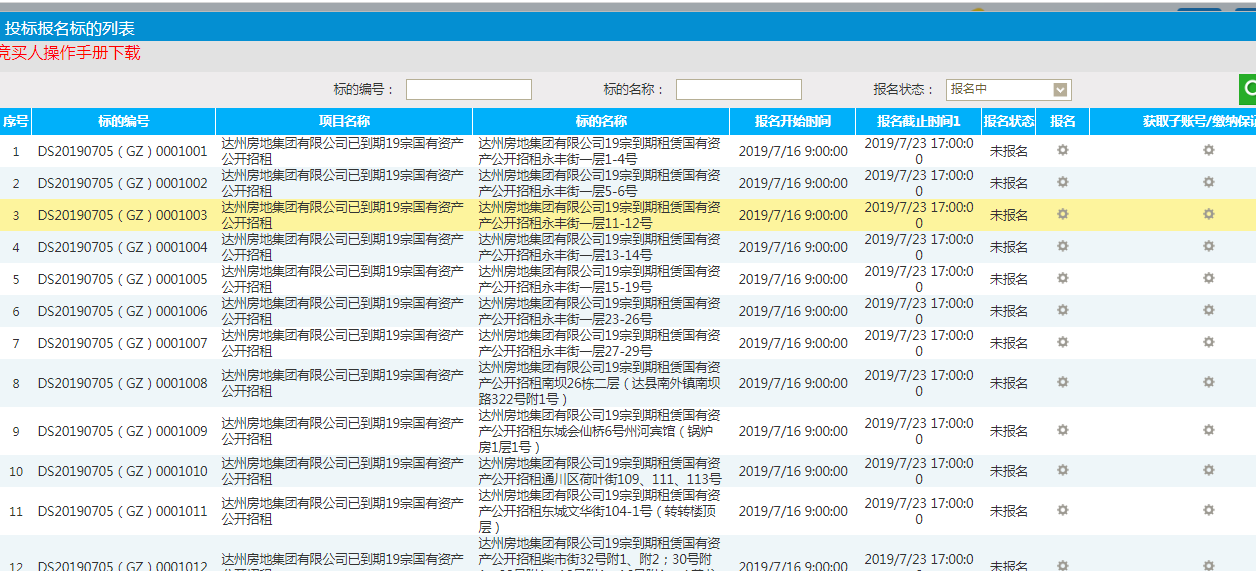 投标报名标的列表
竞买人操作手册下载
标的编号： 标的名称： 报名状态： 报名中
序号 标的编号 项目名称 标的名称 报名开始时间 报名截止时间1 报名状态 报名 获取子账号/缴纳保证
1 DS20190705（GZ）0001001 达州房地集团有限公司已到期19宗国有资产 达州房地集团有限公司19宗到期租赁国有资 2019/7/16 9:00:00 2019/7/23 17:00:0 未报名
公开招租 产公开招租永丰街一层1-4号 0
2 DS20190705（GZ）0001002 达州房地集团有限公司已到期19宗国有资产 达州房地集团有限公司19宗到期租赁国有资 2019/7/16 9:00:00 2019/7/23 17:00:0 未报名
公开招租 产公开招租永丰街一层5-6号 0
3 DS20190705（GZ）0001003 达州房地集团有限公司已到期19宗国有资产 达州房地集团有限公司19宗到期租赁国有资 2019/7/16 9:00:00 2019/7/23 17:00:0 未报名
公开招租 产公开招租永丰街一层11-12号 0
4 DS20190705（GZ）0001004 达州房地集团有限公司已到期19宗国有资产 达州房地集团有限公司19宗到期租赁国有资 2019/7/16 9:00:00 2019/7/23 17:00:0 未报名
公开招租 产公开招租永丰街一层13-14号 0
5 DS20190705（GZ）0001005 达州房地集团有限公司已到期19宗国有资产 达州房地集团有限公司19宗到期租赁国有资 2019/7/16 9:00:00 2019/7/23 17:00:0 未报名
公开招租 产公开招租永丰街一层15-19号 0
6 DS20190705（GZ）0001006 达州房地集团有限公司已到期19宗国有资产 达州房地集团有限公司19宗到期租赁国有资 2019/7/16 9:00:00 2019/7/23 17:00:0 未报名
公开招租 产公开招租永丰街一层23-26号 0
7 DS20190705（GZ）0001007 达州房地集团有限公司已到期19宗国有资产 达州房地集团有限公司19宗到期租赁国有资 2019/7/16 9:00:00 2019/7/23 17:00:0 未报名
公开招租 产公开招租永丰街一层27-29号 0
8 DS20190705（GZ）0001008 达州房地集团有限公司已到期19宗国有资产 达州房地集团有限公司19宗到期租赁国有资 2019/7/16 9:00:00 2019/7/23 17:00:0 未报名
公开招租 产公开招租南坝26栋二层（达县南外镇南坝 0
路322号附1号）
9 DS20190705（GZ）0001009 达州房地集团有限公司已到期19宗国有资产 达州房地集团有限公司19宗到期租赁国有资 2019/7/16 9:00:00 2019/7/23 17:00:0 未报名
公开招租 产公开招租东城会仙桥6号州河宾馆（锅炉 0
房1层1号）
10 DS20190705（GZ）0001010 达州房地集团有限公司已到期19宗国有资产 达州房地集团有限公司19宗到期租赁国有资 2019/7/16 9:00:00 2019/7/23 17:00:0 未报名
公开招租 产公开招租通川区荷叶街109、111、113号 0
11 DS20190705（GZ）0001011 达州房地集团有限公司已到期19宗国有资产 达州房地集团有限公司19宗到期租赁国有资 2019/7/16 9:00:00 2019/7/23 17:00:0 未报名
公开招租 产公开招租东城文华街104-1号（转转楼顶 0
层）
12 DS20190705（GZ）0001012 达州房地集团有限公司已到期19宗国有资产 达州房地集团有限公司19宗到期租赁国有资 2019/7/16 9:00:00 2019/7/23 17:00:0 未报名
产公开招租柴市街32号附1、附2；30号附